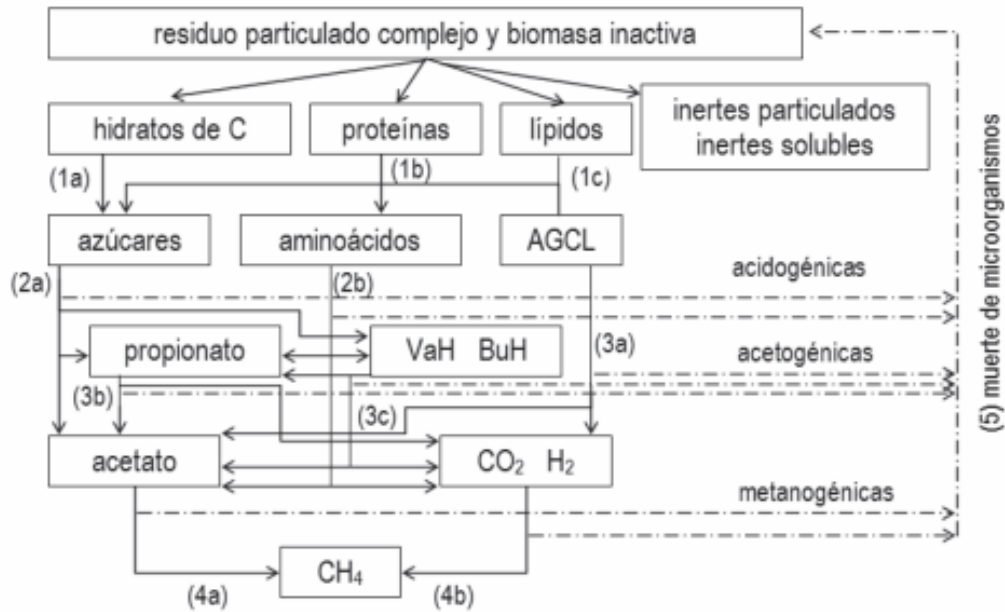 residuo particulado complejo y biomasa inactiva
hidratos de C
proteínas
lípidos
inertes particulados
inertes solubles
(1a)
(1b)
(1c)
azúcares
aminoácidos
AGCL
(2a)
(2b)
acidogénicas
propionato
VaH BuH
(3a)
acetogénicas
(3b)
(3c)
acetato
CO₂ H₂
metanogénicas
CH₄
(4a)
(4b)
(5) muerte de microorganismos